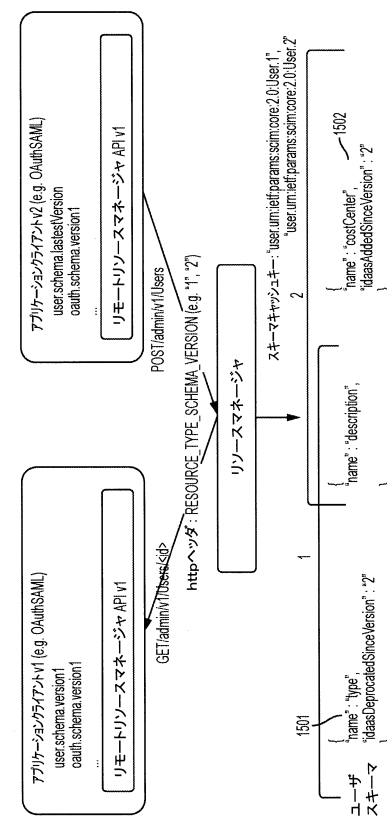 アプリケーションクライアントv1 (e.g. OAuthSAML)
user.schema.version1
oauth.schema.version1
...
リモートリソースマネージャ API v1
アプリケーションクライアントv2 (e.g. OAuthSAML)
user.schema.lastestVersion
oauth.schema.version1
...
リモートリソースマネージャ API v1
GET/admin/v1/Users/<id>
POST/admin/v1/Users
httpヘッダ：RESOURCE_TYPE_SCHEMA_VERSION (e.g. “1”, “2”)
リソースマネージャ
スキーマキャッシュキー：“user.urn:ietf:params:scim:core:2.0:User.1”,
“user.urn:ietf:params:scim:core:2.0:User.2”
1
2
ユーザ
スキーマ
1501
{
“name” : “type”,
“idaasDeprocatedSinceVersion” : “2”
}
{
“name” : “description”,
}
1502
{
“name” : “costCenter”,
“idaasAddedSinceVersion” : “2”
}